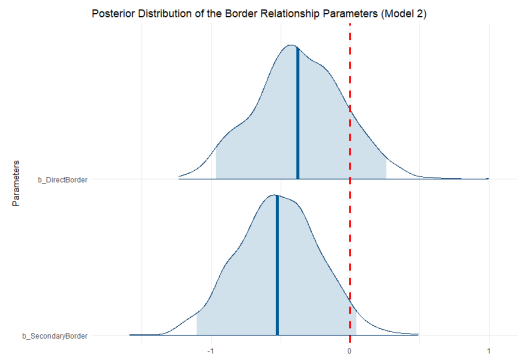 Posterior Distribution of the Border Relationship Parameters (Model 2)
Parameters
b_DirectBorder
b_SecondaryBorder
-1
0
1